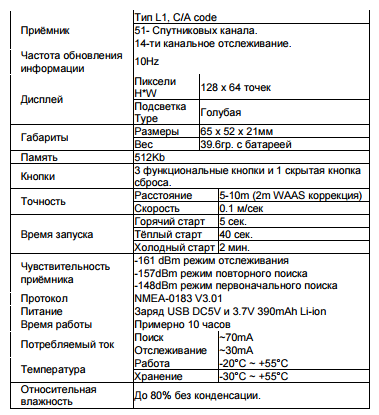 Приёмник
Тип L1, C/A code
51- Спутниковых канала.
14-ти канальное отслеживание.
Частота обновления
информации
10Hz
Дисплей
Пиксели
H*W
128 x 64 точек
Подсветка
Type
Голубая
Габариты
Размеры
65 x 52 x 21мм
Вес
39.6гр. с батареей
Память
512Kb
Кнопки
3 функциональные кнопки и 1 скрытая кнопка
сброса.
Точность
Расстояние
5-10m (2m WAAS коррекция)
Скорость
0.1 м/сек
Время запуска
Горячий старт
5 сек.
Тёплый старт
40 сек.
Холодный старт
2 мин.
Чувствительность
приёмника
-161 dBm режим отслеживания
-157dBm режим повторного поиска
-148dBm режим первоначального поиска
Протокол
NMEA-0183 V3.01
Питание
Заряд USB DC5V и 3.7V 390mAh Li-ion
Время работы
Примерно 10 часов
Потребляемый ток
Поиск
~70mA
Отслеживание
~30mA
Температура
Работа
-20°C ~ +55°C
Хранение
-30°C ~ +55°C
Относительная
влажность
До 80% без конденсации.